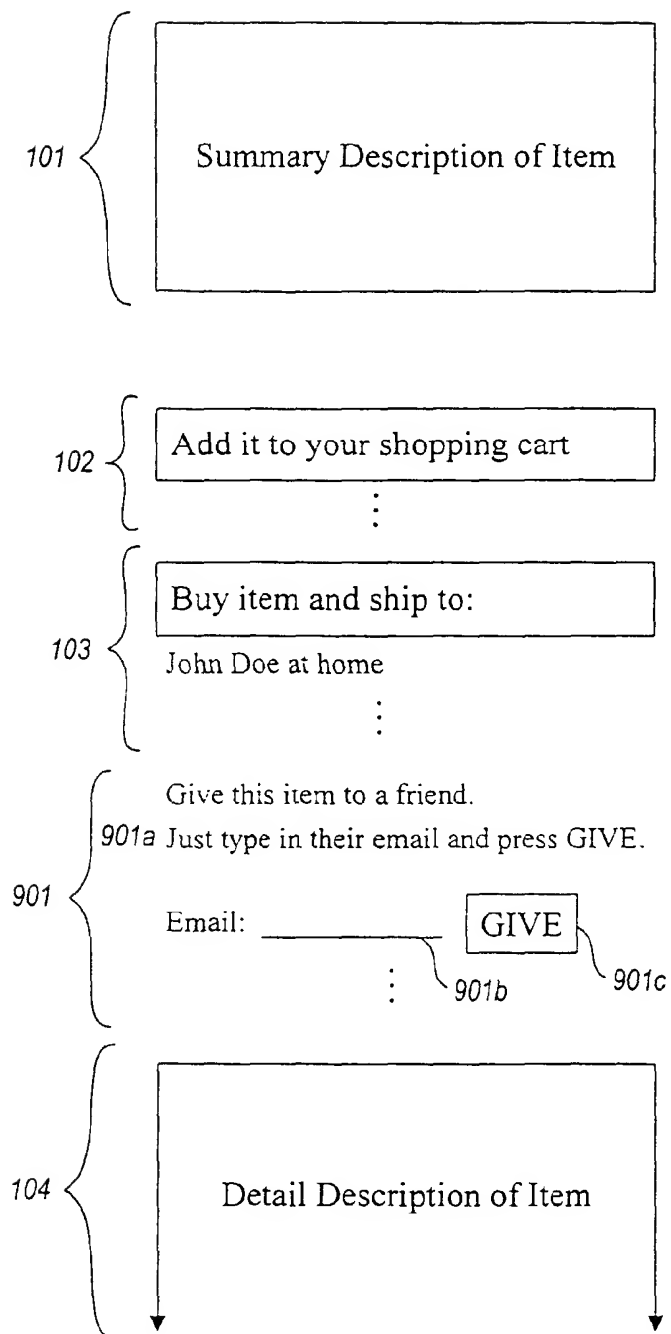 101 Summary Description of Item
102 Add it to your shopping cart
103 Buy item and ship to:
John Doe at home
901 Give this item to a friend.
901a Just type in their email and press GIVE.
Email: GIVE
901b 901c
104 Detail Description of Item